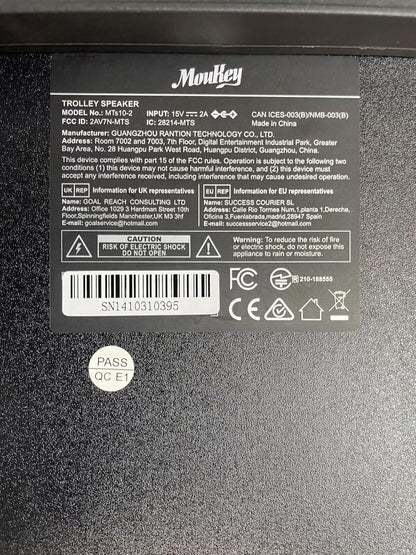 MouKey
TROLLEY SPEAKER
MODEL No.: MTs10-2 INPUT: 15V⎓2A CAN ICES-003(B)/NMB-003(B)
FCC ID: 2AV7N-MTS IC: 28214-MTS Made in China
Manufacturer: GUANGZHOU RANTION TECHNOLOGY CO., LTD.
Address: Room 7002 and 7003, 7th Floor, Digital Entertainment Industrial Park, Greater
Bay Area, No. 28 Huangpu Park West Road, Huangpu District, Guangzhou, China.
This device complies with part 15 of the FCC rules. Operation is subject to the following two
conditions (1) this device may not cause harmful interference, and (2) this device must
accept any interference received, including interference that may cause undesired operation.
UK REP Information for UK representatives
Name: GOAL REACH CONSULTING LTD
Address: Office 1029 3 Hardman Street 10th
Floor,Spinningfields Manchester,UK M3 3hf
E-mail: goalservice@hotmail.com
EU REP Information for EU representatives
Name: SUCCESS COURIER SL
Address: Calle Rio Tormes Num.1,planta 1,Derecha,
Oficina 3,Fuenlabrada,madrid,28947 Spain
E-mail: successservice2@hotmail.com
CAUTION
RISK OF ELECTRIC SHOCK
DO NOT OPEN
Warning: To reduce the risk of fire
or electric shock, do not expose this
appliance to rain or moisture.
FC
R 210-188555
CE
SN1410310395
PASS
QC E1